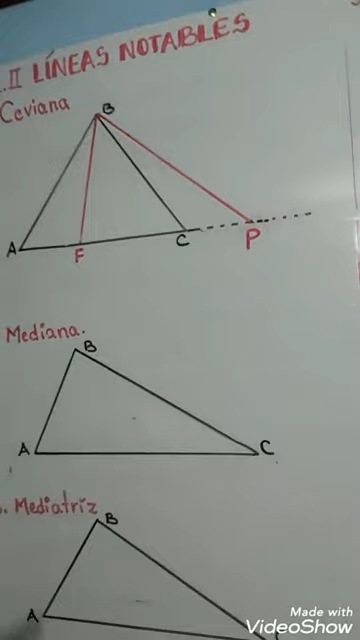 II LÍNEAS NOTABLES
Ceviana
B
A
F
C
P
Mediana.
B
A
C
Mediatriz
B
A
Made with
VideoShow